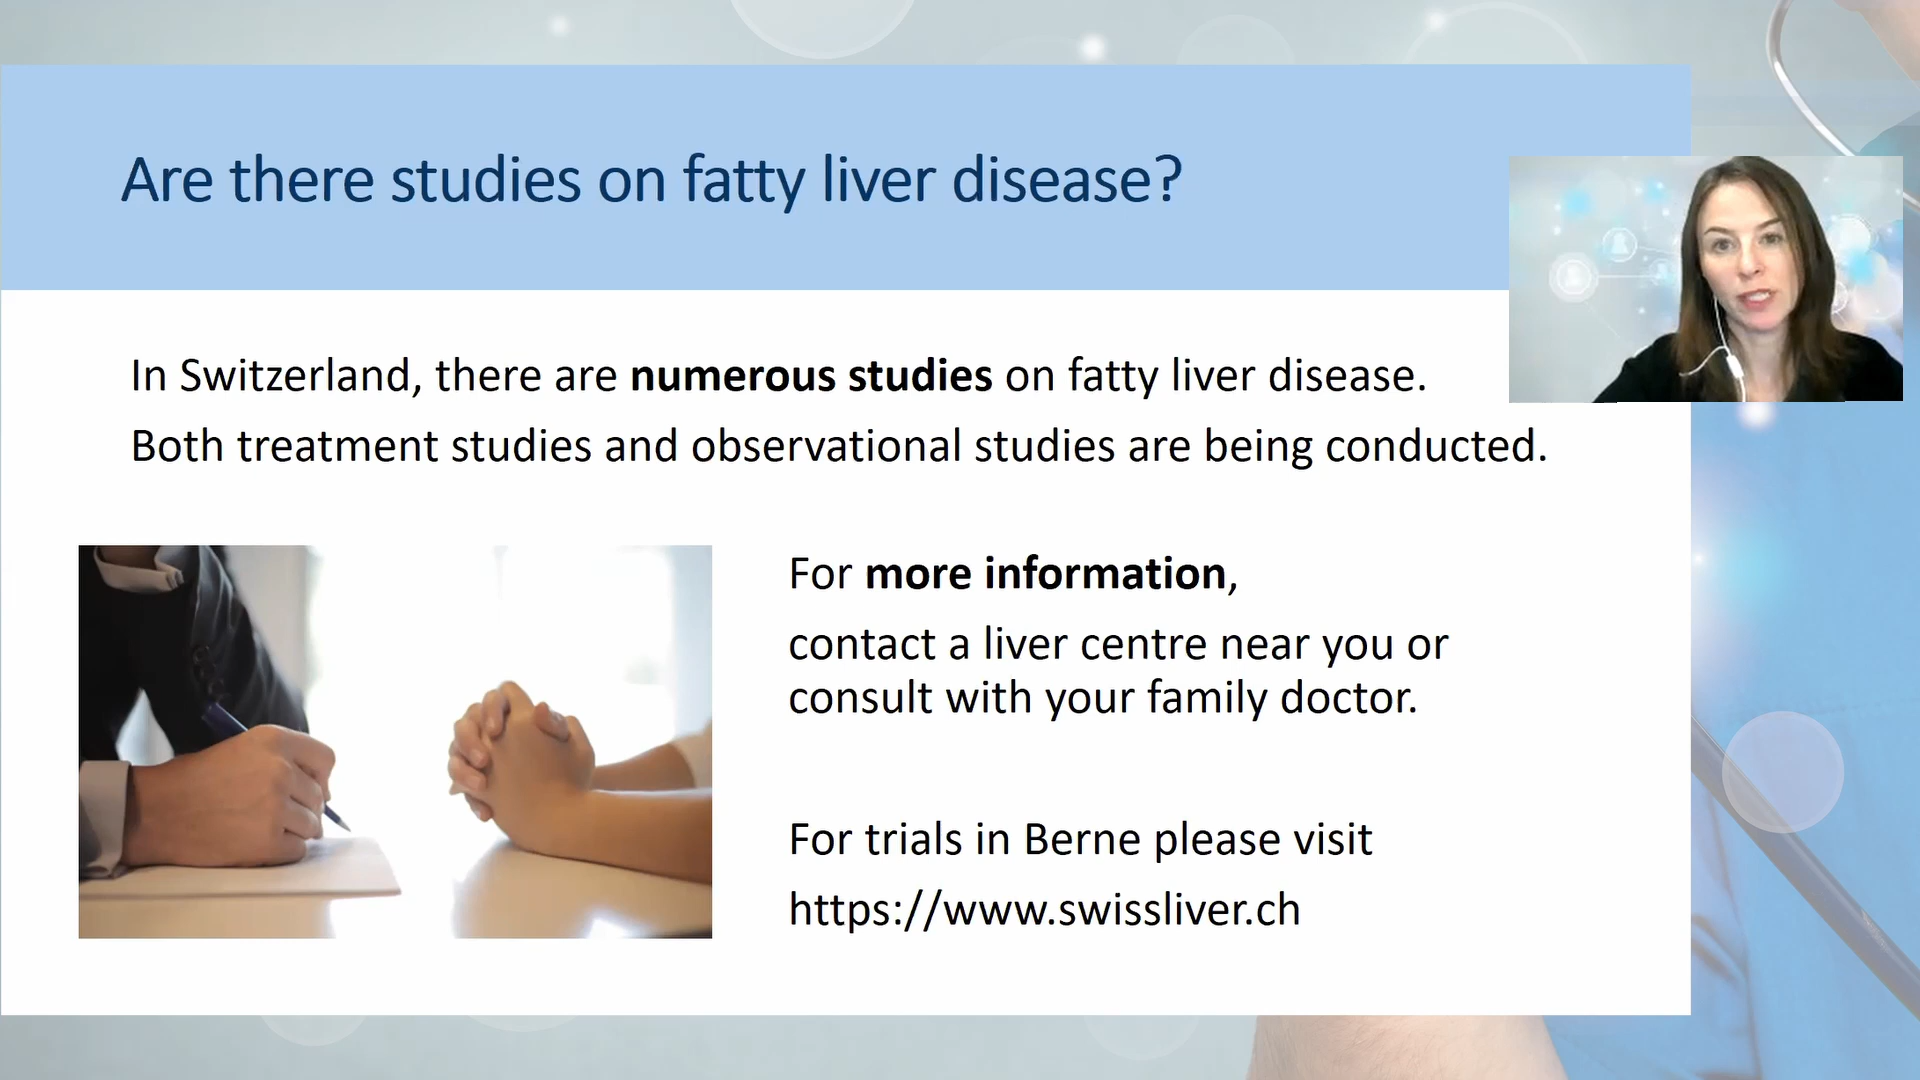 Are there studies on fatty liver disease?
In Switzerland, there are numerous studies on fatty liver disease.
Both treatment studies and observational studies are being conducted.
For more information,
contact a liver centre near you or
consult with your family doctor.
For trials in Berne please visit
https://www.swissliver.ch